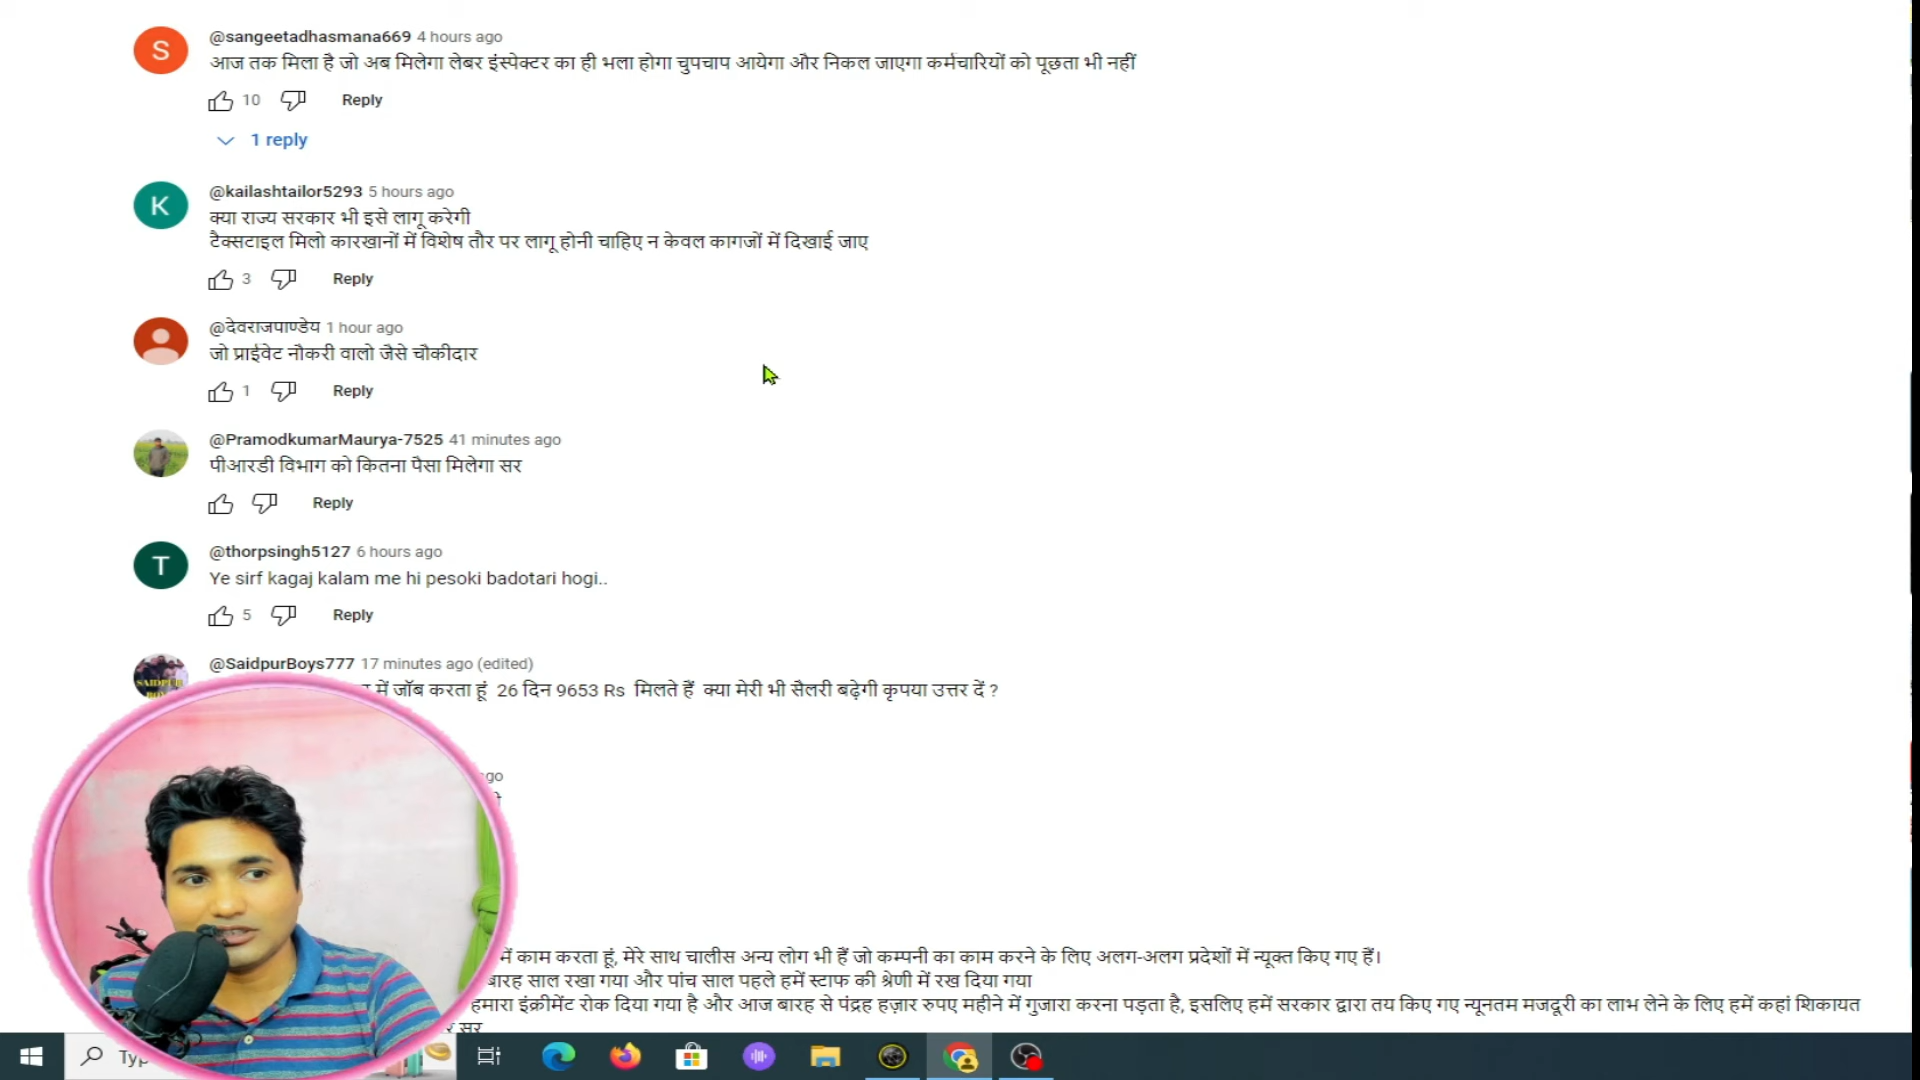 S
@sangeetadhasmana669 4 hours ago
आज तक मिला है जो अब मिलेगा लेबर इंस्पेक्टर का ही भला होगा चुपचाप आयेगा और निकल जाएगा कर्मचारियों को पूछता भी नहीं
10 Reply
1 reply
K
@kailashtailor5293 5 hours ago
क्या राज्य सरकार भी इसे लागू करेगी
टैक्सटाइल मिलो कारखानों में विशेष तौर पर लागू होनी चाहिए न केवल कागजों में दिखाई जाए
3 Reply
@देवराजपाण्डेय 1 hour ago
जो प्राईवेट नौकरी वालो जैसे चौकीदार
1 Reply
@PramodkumarMaurya-7525 41 minutes ago
पीआरडी विभाग को कितना पैसा मिलेगा सर
Reply
T
@thorpsingh5127 6 hours ago
Ye sirf kagaj kalam me hi pesoki badotari hogi..
5 Reply
@SaidpurBoys777 17 minutes ago (edited)
में जॉब करता हूं 26 दिन 9653 Rs मिलते हैं क्या मेरी भी सैलरी बढ़ेगी कृपया उत्तर दें ?
ago
में काम करता हूं, मेरे साथ चालीस अन्य लोग भी हैं जो कम्पनी का काम करने के लिए अलग-अलग प्रदेशों में न्यूक्त किए गए हैं।
बारह साल रखा गया और पांच साल पहले हमें स्टाफ की श्रेणी में रख दिया गया
हमारा इंक्रीमेंट रोक दिया गया है और आज बारह से पंद्रह हज़ार रुपए महीने में गुजारा करना पड़ता है, इसलिए हमें सरकार द्वारा तय किए गए न्यूनतम मजदूरी का लाभ लेने के लिए हमें कहां शिकायत
सर